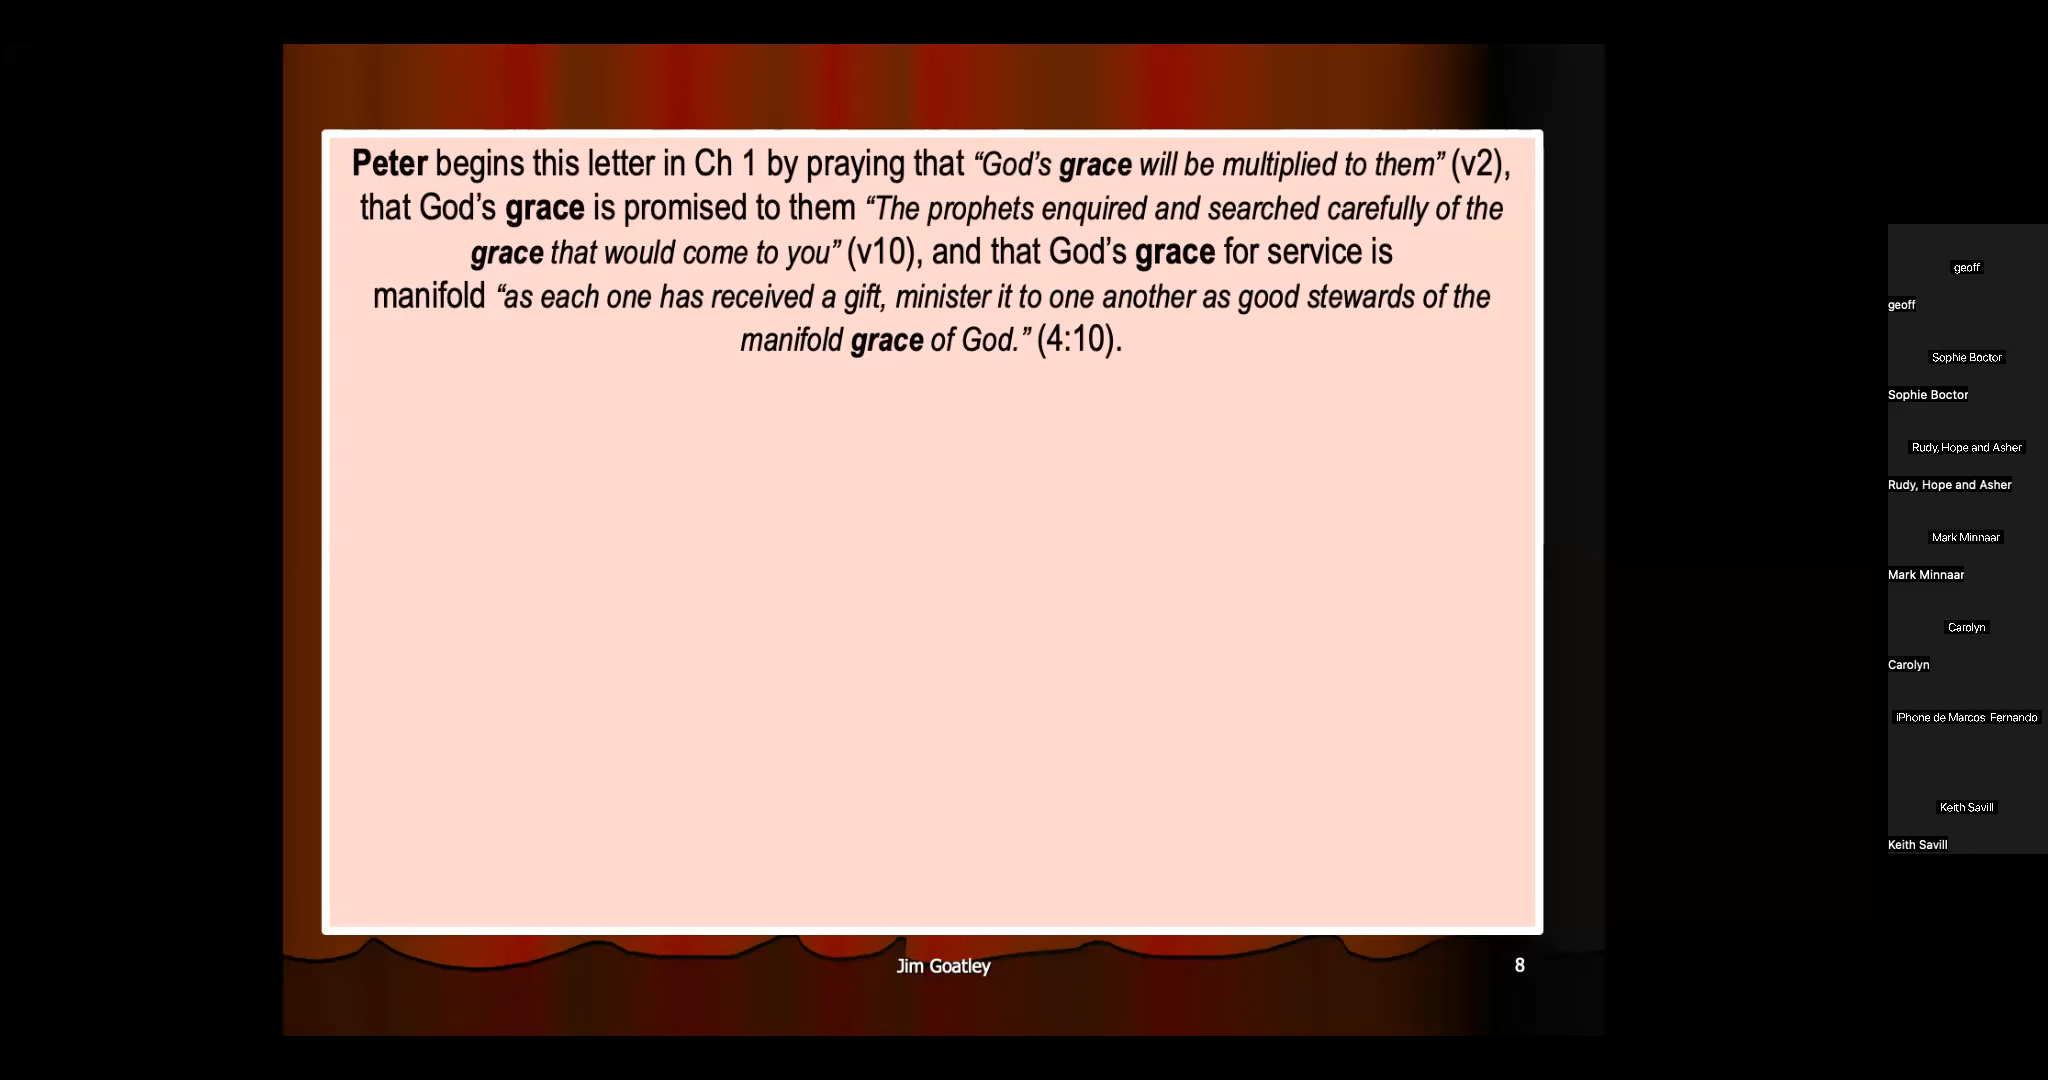 Peter begins this letter in Ch 1 by praying that “God’s grace will be multiplied to them” (v2),
that God’s grace is promised to them “The prophets enquired and searched carefully of the
grace that would come to you” (v10), and that God’s grace for service is
manifold “as each one has received a gift, minister it to one another as good stewards of the
manifold grace of God.” (4:10).
Jim Goatley
8
geoff
geoff
Sophie Boctor
Sophie Boctor
Rudy, Hope and Asher
Rudy, Hope and Asher
Mark Minnaar
Mark Minnaar
Carolyn
Carolyn
iPhone de Marcos Fernando
Keith Savill
Keith Savill